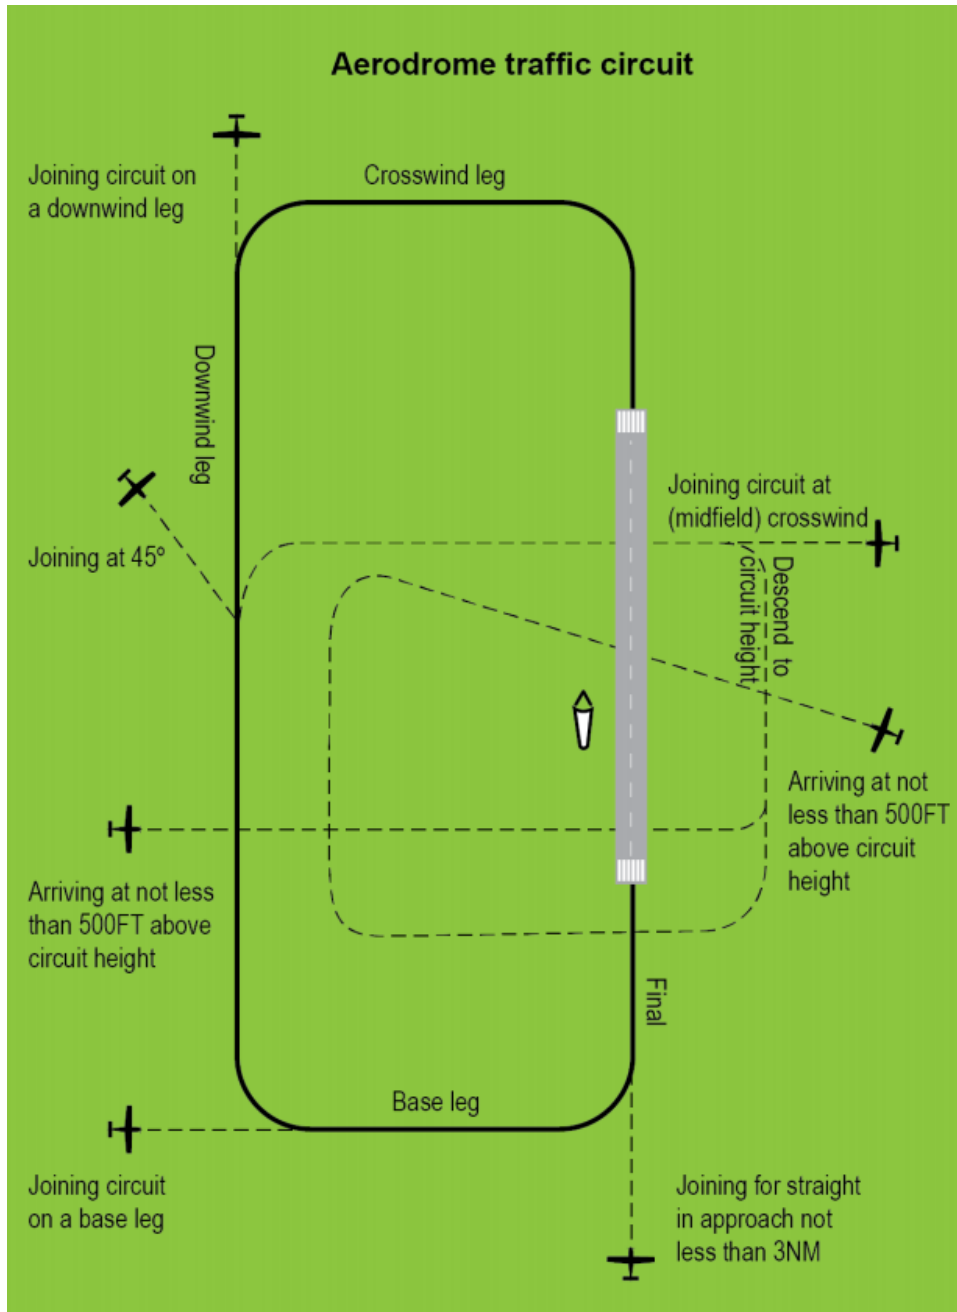 Aerodrome traffic circuit
Joining circuit on
a downwind leg
Crosswind leg
Downwind leg
Joining circuit at
(midfield) crosswind
Joining at 45º
Descend to
circuit height
Arriving at not
less than 500FT
above circuit
height
Arriving at not less
than 500FT above
circuit height
Final
Base leg
Joining circuit
on a base leg
Joining for straight
in approach not
less than 3NM